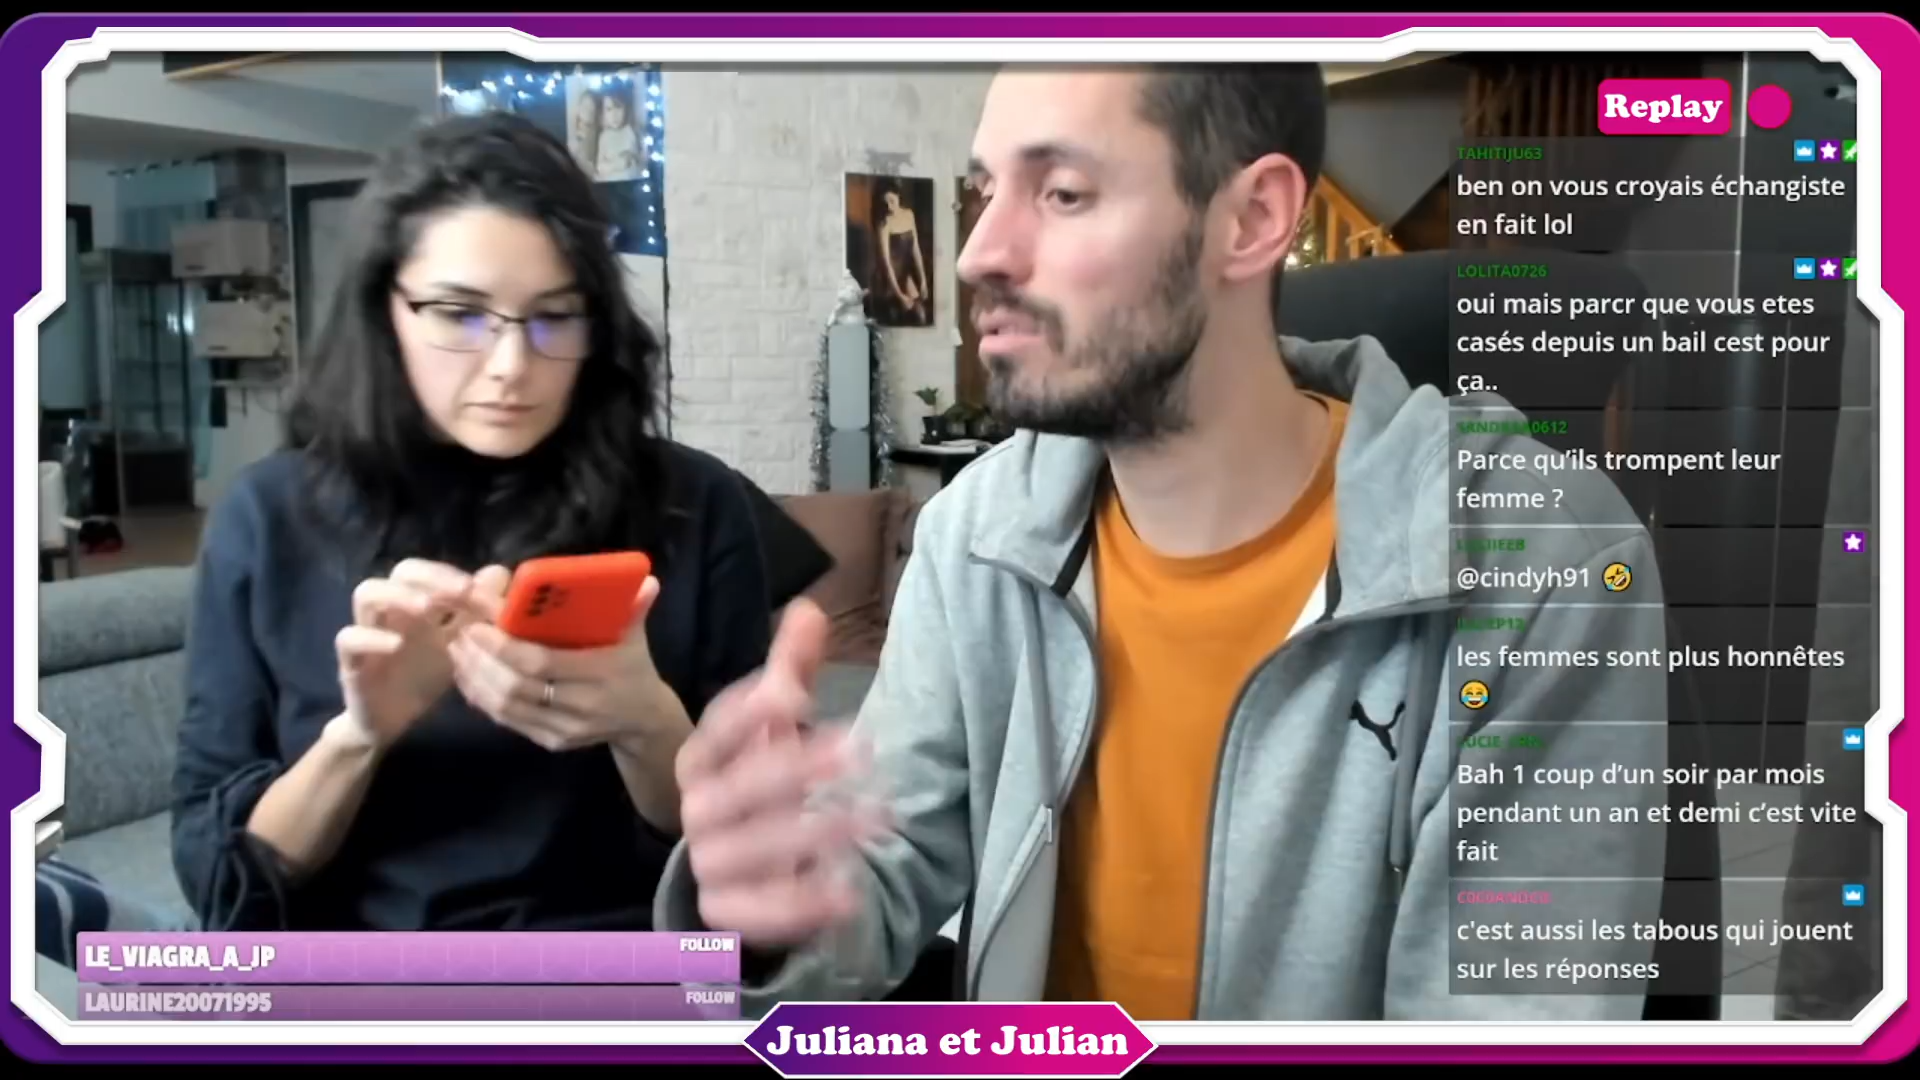 Replay
TAHITIJU63
ben on vous croyais échangiste
en fait lol
LOLITA0726
oui mais parcr que vous etes
casés depuis un bail cest pour
ça..
Parce qu'ils trompent leur
femme ?
@cindyh91 🤣
les femmes sont plus honnêtes
😂
Bah 1 coup d’un soir par mois
pendant un an et demi c’est vite
fait
c'est aussi les tabous qui jouent
sur les réponses
LE_VIAGRA_A_JP FOLLOW
LAURINE20071995 FOLLOW
Juliana et Julian